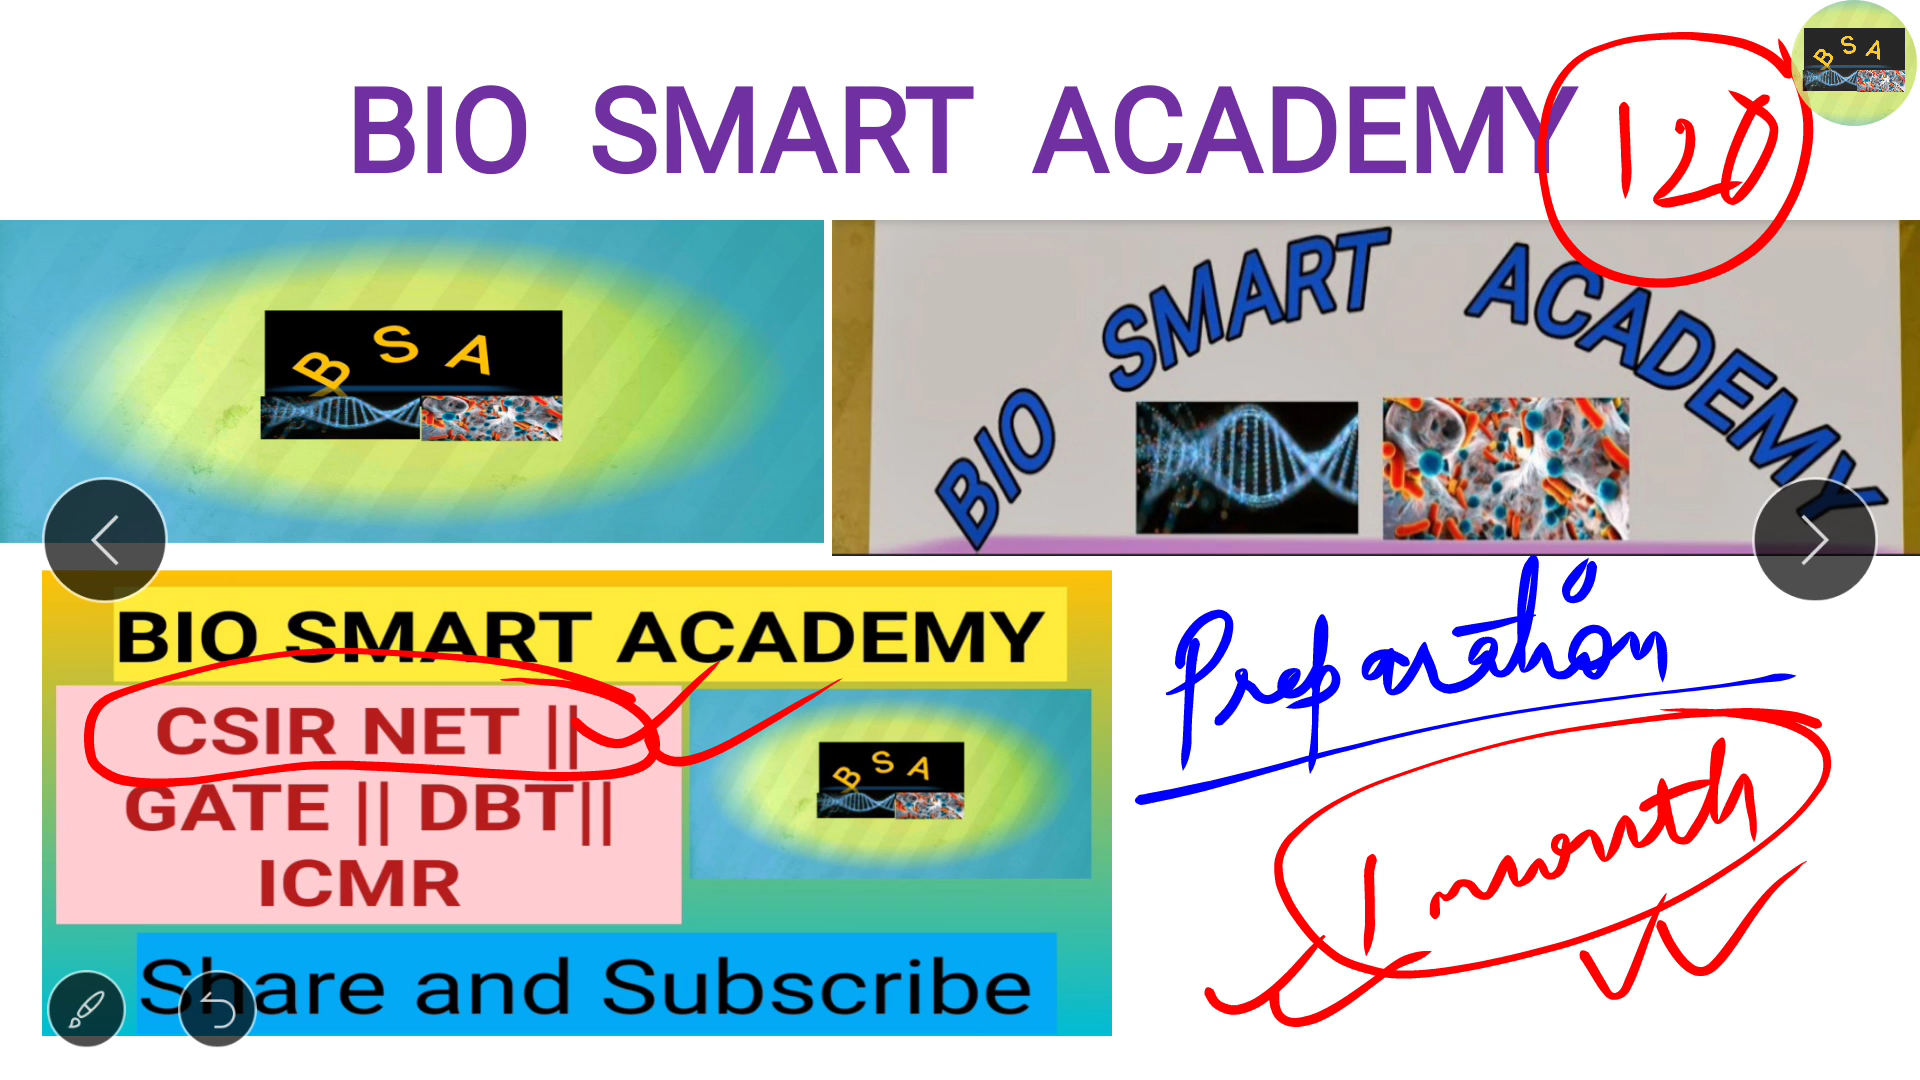 BIO SMART ACADEMY
120
B S A
B S A
BIO SMART ACADEMY
BIO SMART ACADEMY
CSIR NET ||
GATE || DBT||
ICMR
B S A
Share and Subscribe
Preparation
1 month